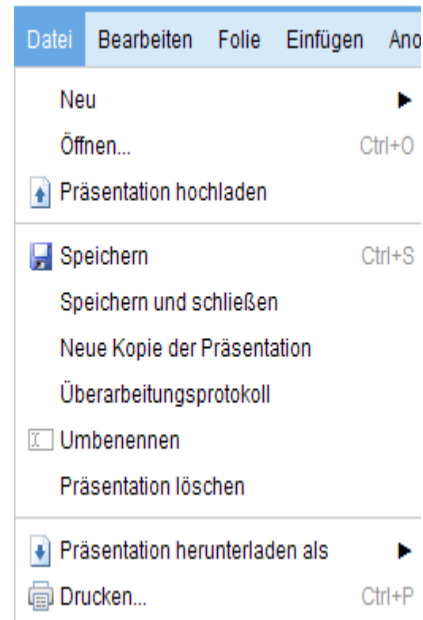 Datei Bearbeiten Folie Einfügen Ano
Neu
Öffnen... Ctrl+O
Präsentation hochladen
Speichern Ctrl+S
Speichern und schließen
Neue Kopie der Präsentation
Überarbeitungsprotokoll
Umbenennen
Präsentation löschen
Präsentation herunterladen als
Drucken... Ctrl+P